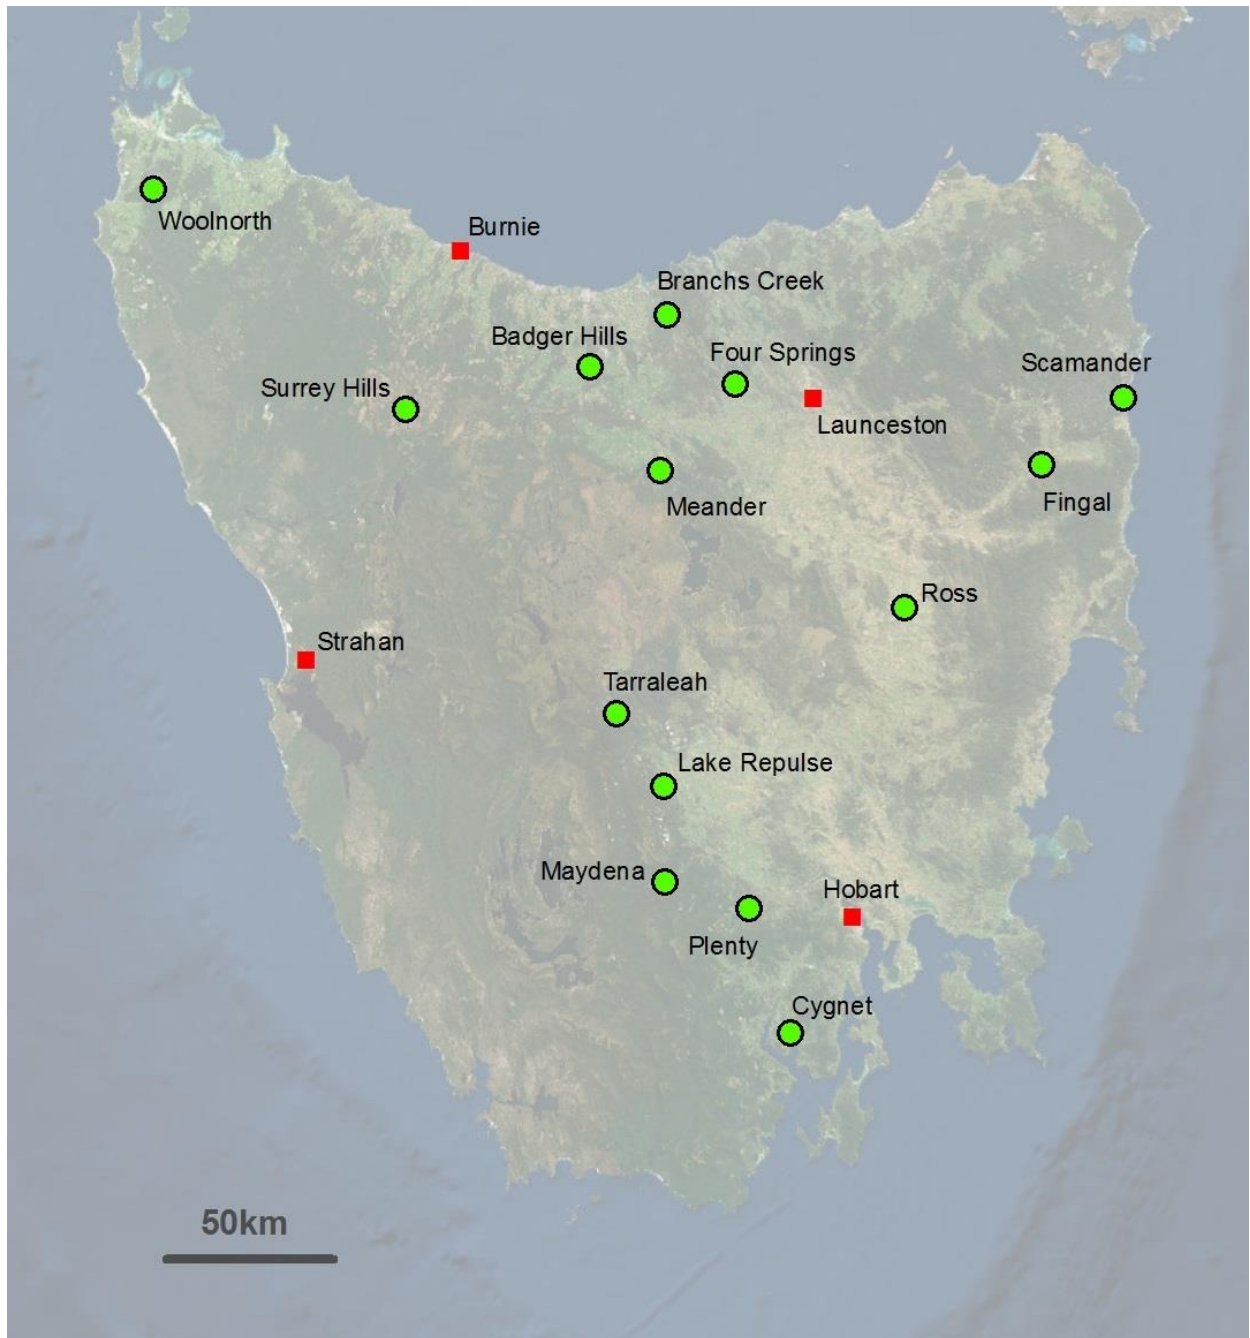 Woolnorth
Burnie
Branchs Creek
Badger Hills
Four Springs
Scamander
Surrey Hills
Launceston
Meander
Fingal
Ross
Strahan
Tarraleah
Lake Repulse
Maydena
Hobart
Plenty
Cygnet
50km